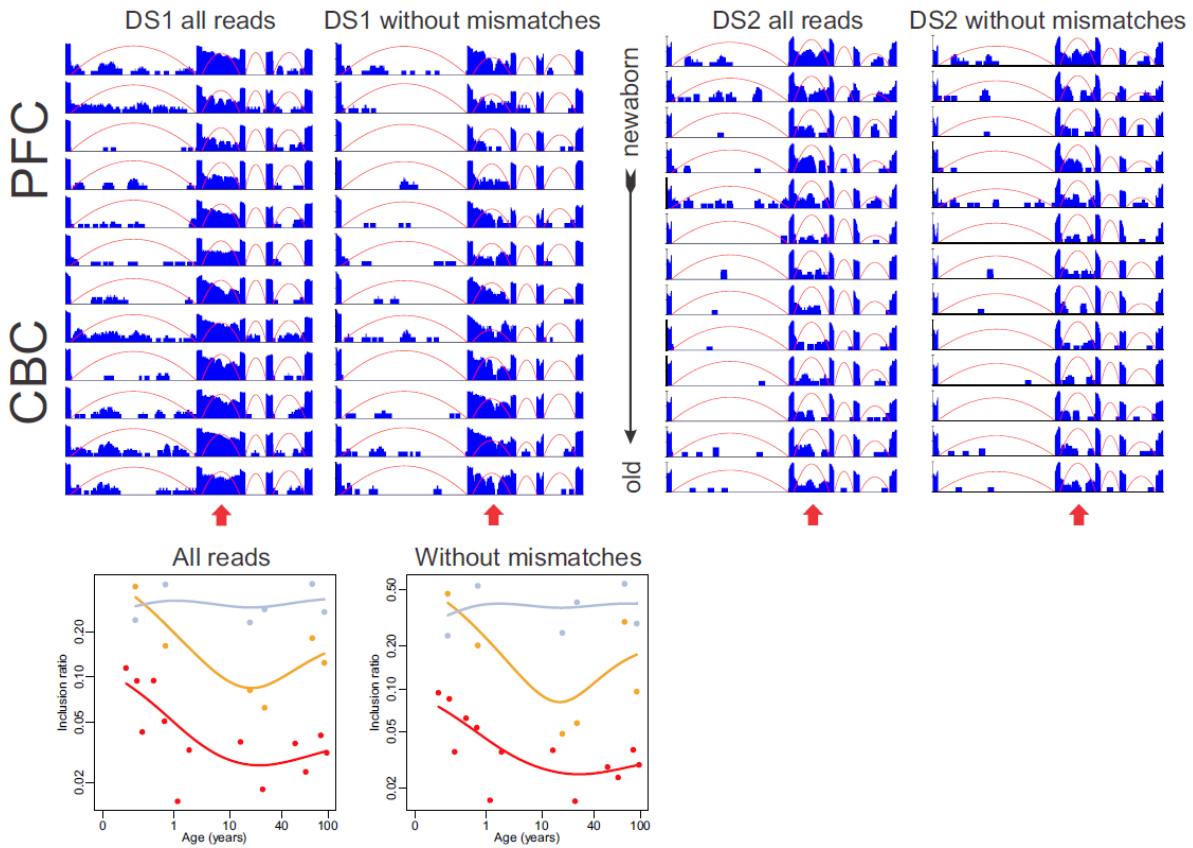 DS1 all reads
DS1 without mismatches
DS2 all reads
DS2 without mismatches
PFC
CBC
newaborn
old
All reads
Without mismatches
Inclusion ratio
0.20
0.10
0.05
0.02
0 1 10 40 100
Age (years)
Inclusion ratio
0.50
0.20
0.10
0.05
0.02
0 1 10 40 100
Age (years)